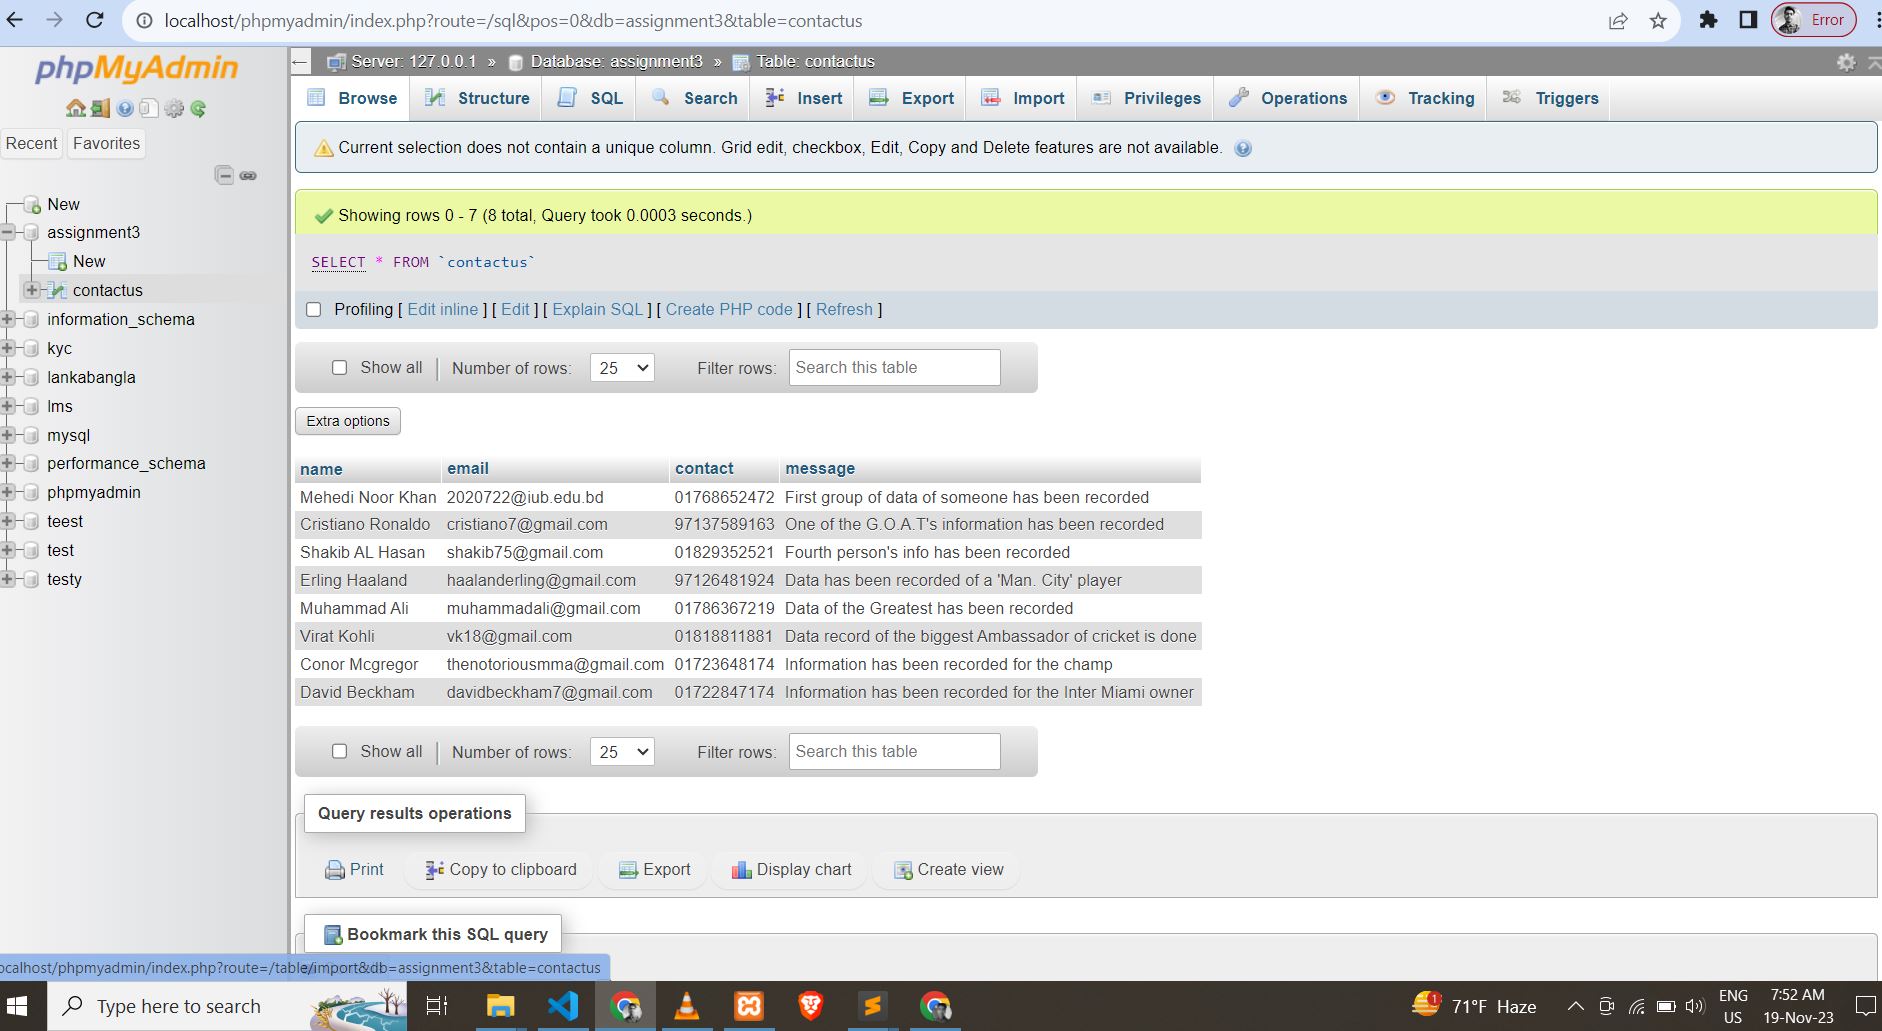 localhost/phpmyadmin/index.php?route=/sql&pos=0&db=assignment3&table=contactus
Error
phpMyAdmin
Recent Favorites
New
assignment3
New
contactus
information_schema
kyc
lankabangla
lms
mysql
performance_schema
phpmyadmin
teest
test
testy
Server: 127.0.0.1 » Database: assignment3 » Table: contactus
Browse Structure SQL Search Insert Export Import Privileges Operations Tracking Triggers
Current selection does not contain a unique column. Grid edit, checkbox, Edit, Copy and Delete features are not available.
Showing rows 0 - 7 (8 total, Query took 0.0003 seconds.)
SELECT * FROM `contactus`
Profiling [ Edit inline ] [ Edit ] [ Explain SQL ] [ Create PHP code ] [ Refresh ]
Show all Number of rows: 25 Filter rows: Search this table
Extra options
name email contact message
Mehedi Noor Khan 2020722@iub.edu.bd 01768652472 First group of data of someone has been recorded
Cristiano Ronaldo cristiano7@gmail.com 97137589163 One of the G.O.A.T's information has been recorded
Shakib AL Hasan shakib75@gmail.com 01829352521 Fourth person's info has been recorded
Erling Haaland haalanderling@gmail.com 97126481924 Data has been recorded of a 'Man. City' player
Muhammad Ali muhammadali@gmail.com 01786367219 Data of the Greatest has been recorded
Virat Kohli vk18@gmail.com 01818811881 Data record of the biggest Ambassador of cricket is done
Conor Mcgregor thenotoriousmma@gmail.com 01723648174 Information has been recorded for the champ
David Beckham davidbeckham7@gmail.com 01722847174 Information has been recorded for the Inter Miami owner
Show all Number of rows: 25 Filter rows: Search this table
Query results operations
Print Copy to clipboard Export Display chart Create view
Bookmark this SQL query
ocalhost/phpmyadmin/index.php?route=/table/import&db=assignment3&table=contactus
Type here to search
1 71°F Haze
ENG
US
7:52 AM
19-Nov-23